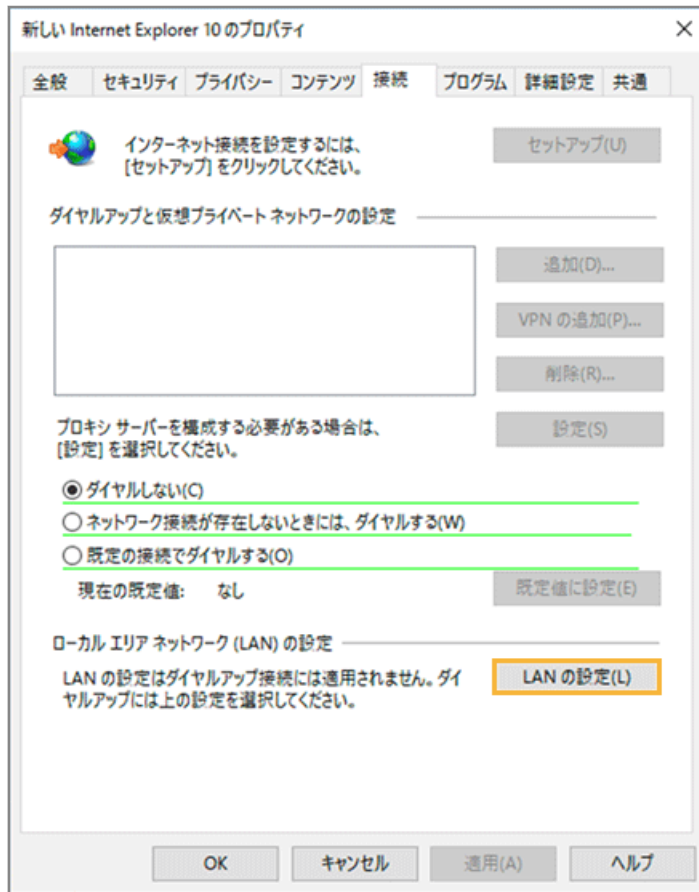 新しい Internet Explorer 10 のプロパティ
全般 セキュリティ プライバシー コンテンツ 接続 プログラム 詳細設定 共通
インターネット接続を設定するには、
[セットアップ] をクリックしてください。
セットアップ(U)
ダイヤルアップと仮想プライベート ネットワークの設定
追加(D)...
VPN の追加(P)...
削除(R)...
プロキシ サーバーを構成する必要がある場合は、
[設定] を選択してください。
設定(S)
ダイヤルしない(C)
ネットワーク接続が存在しないときには、ダイヤルする(W)
既定の接続でダイヤルする(O)
現在の既定値: なし
既定値に設定(E)
ローカル エリア ネットワーク (LAN) の設定
LAN の設定はダイヤルアップ接続には適用されません。ダイ
ヤルアップには上の設定を選択してください。
LAN の設定(L)
OK キャンセル 適用(A) ヘルプ